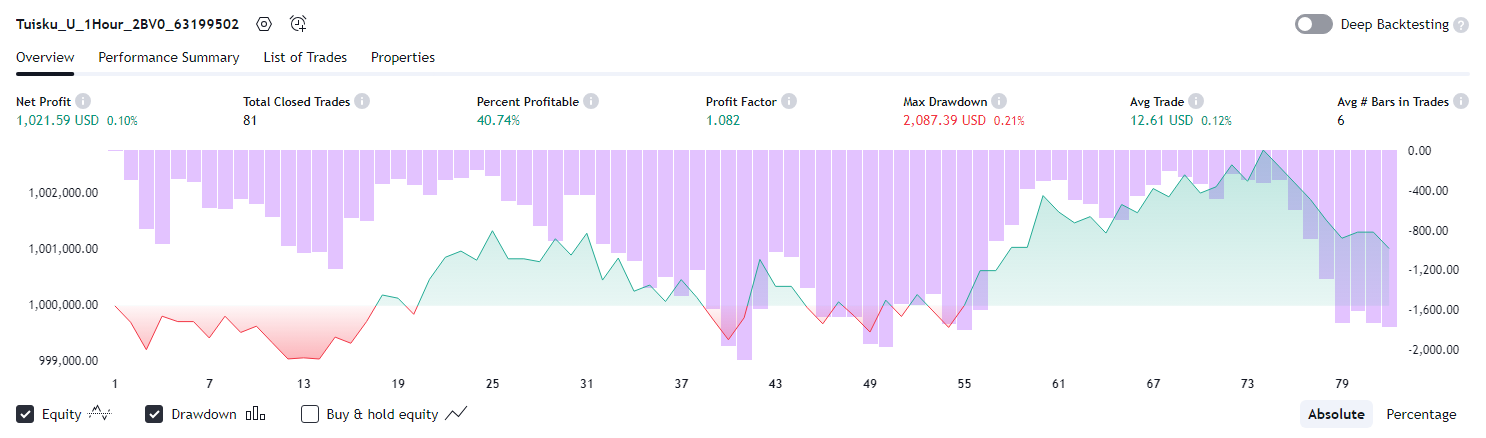 Tuisku_U_1Hour_2BV0_63199502 Deep Backtesting ?
Overview Performance Summary List of Trades Properties
Net Profit i Total Closed Trades i Percent Profitable i Profit Factor i Max Drawdown i Avg Trade i Avg # Bars in Trades i
1,021.59 USD 0.10% 81 40.74% 1.082 2,087.39 USD 0.21% 12.61 USD 0.12% 6
0.00
1,002,000.00 -400.00
1,001,000.00 -800.00
-1,200.00
1,000,000.00 -1,600.00
999,000.00 -2,000.00
1 7 13 19 25 31 37 43 49 55 61 67 73 79
Equity Drawdown Buy & hold equity Absolute Percentage